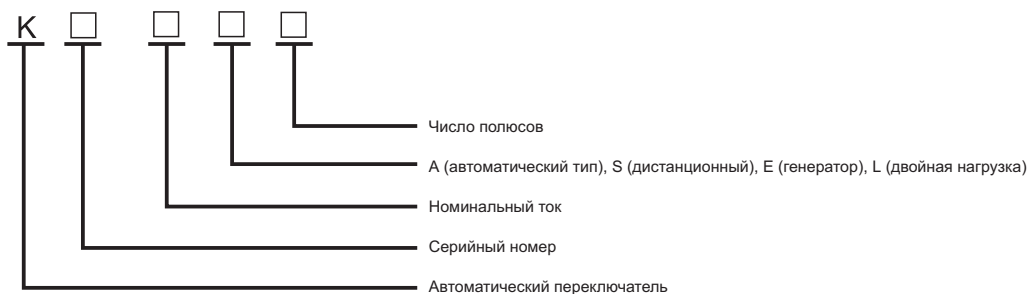 К □ □ □ □
Число полюсов
А (автоматический тип), S (дистанционный), Е (генератор), L (двойная нагрузка)
Номинальный ток
Серийный номер
Автоматический переключатель